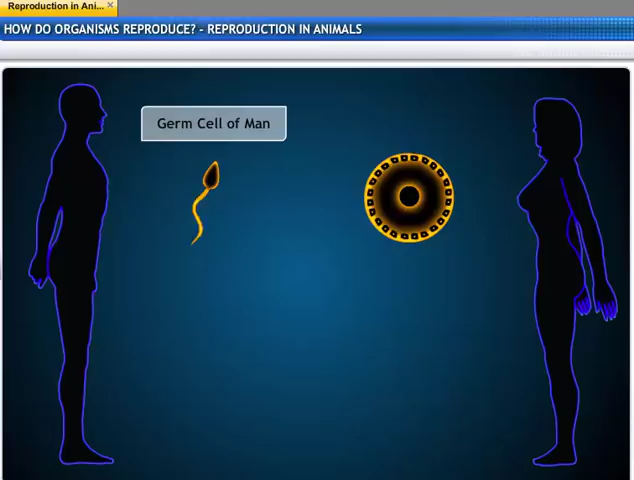 Reproduction in Ani...
HOW DO ORGANISMS REPRODUCE? - REPRODUCTION IN ANIMALS
Germ Cell of Man